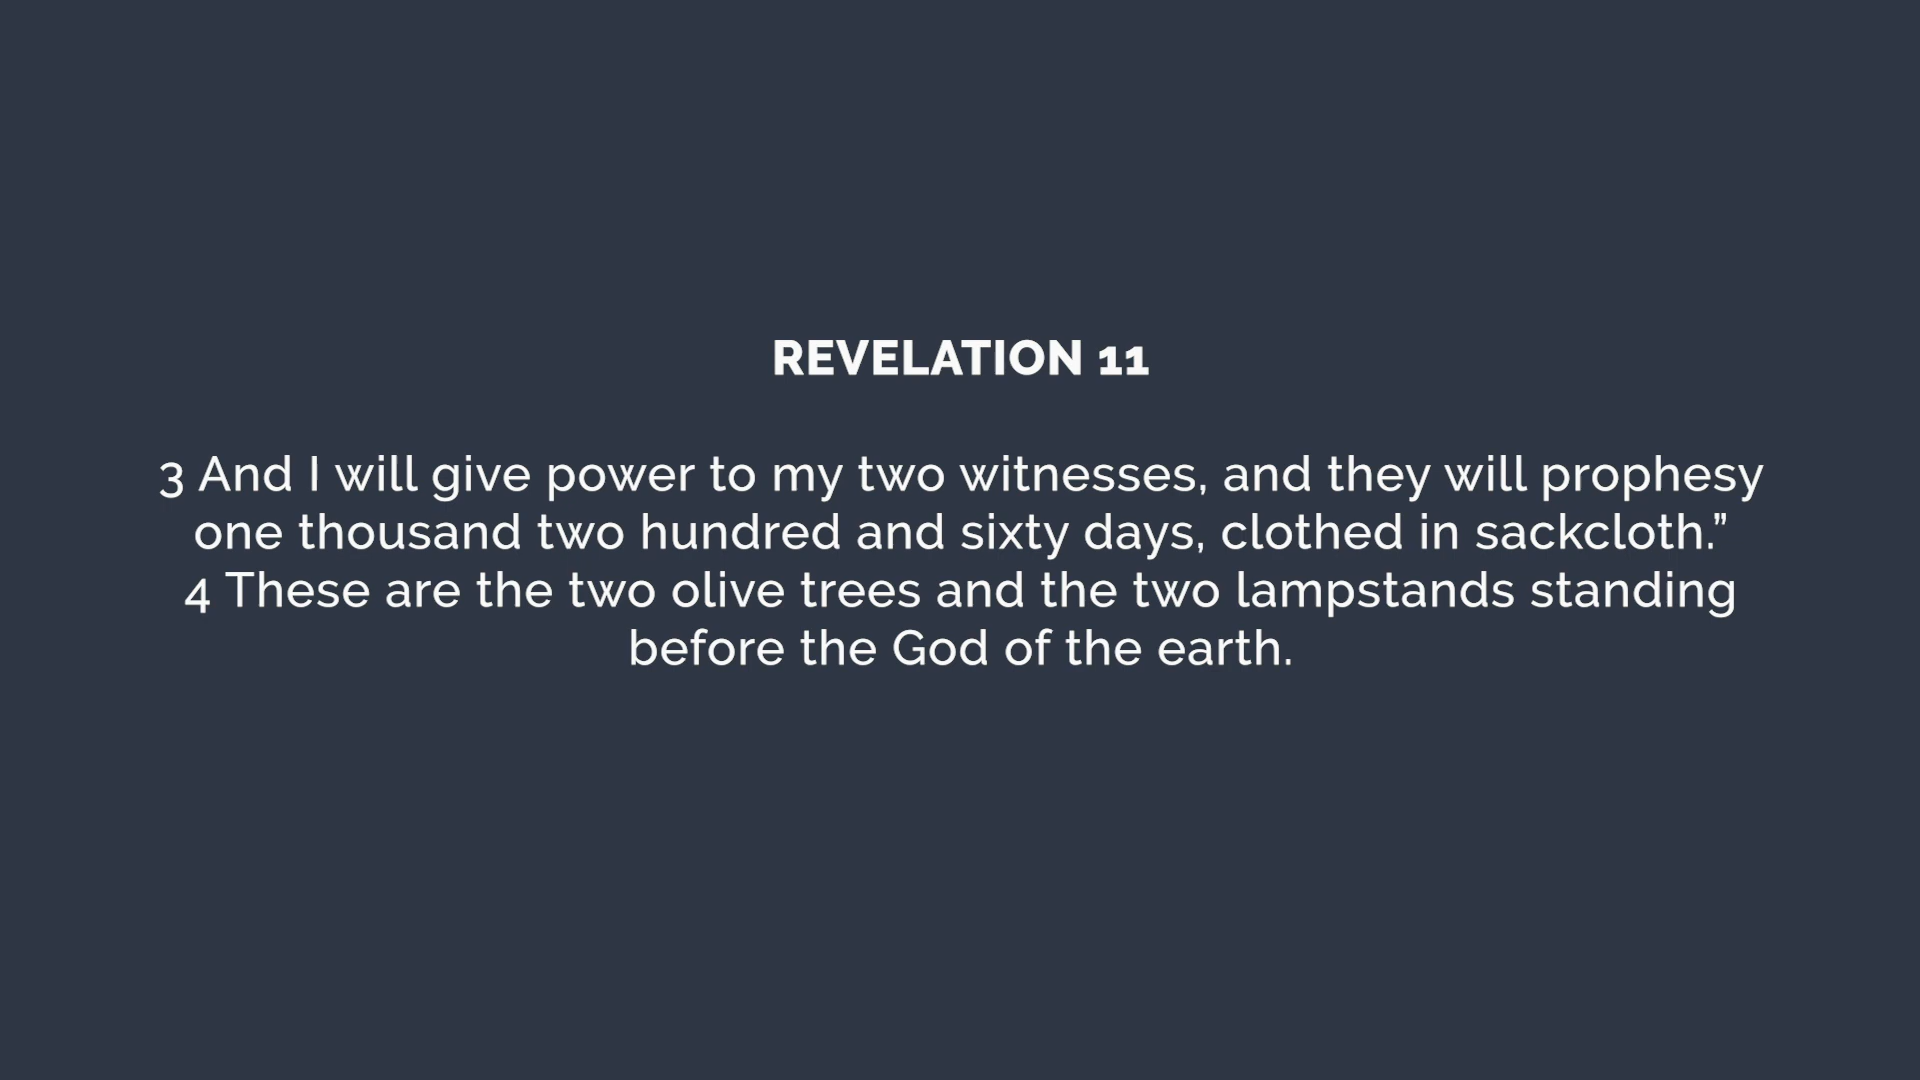 REVELATION 11
3 And I will give power to my two witnesses, and they will prophesy
one thousand two hundred and sixty days, clothed in sackcloth.”
4 These are the two olive trees and the two lampstands standing
before the God of the earth.